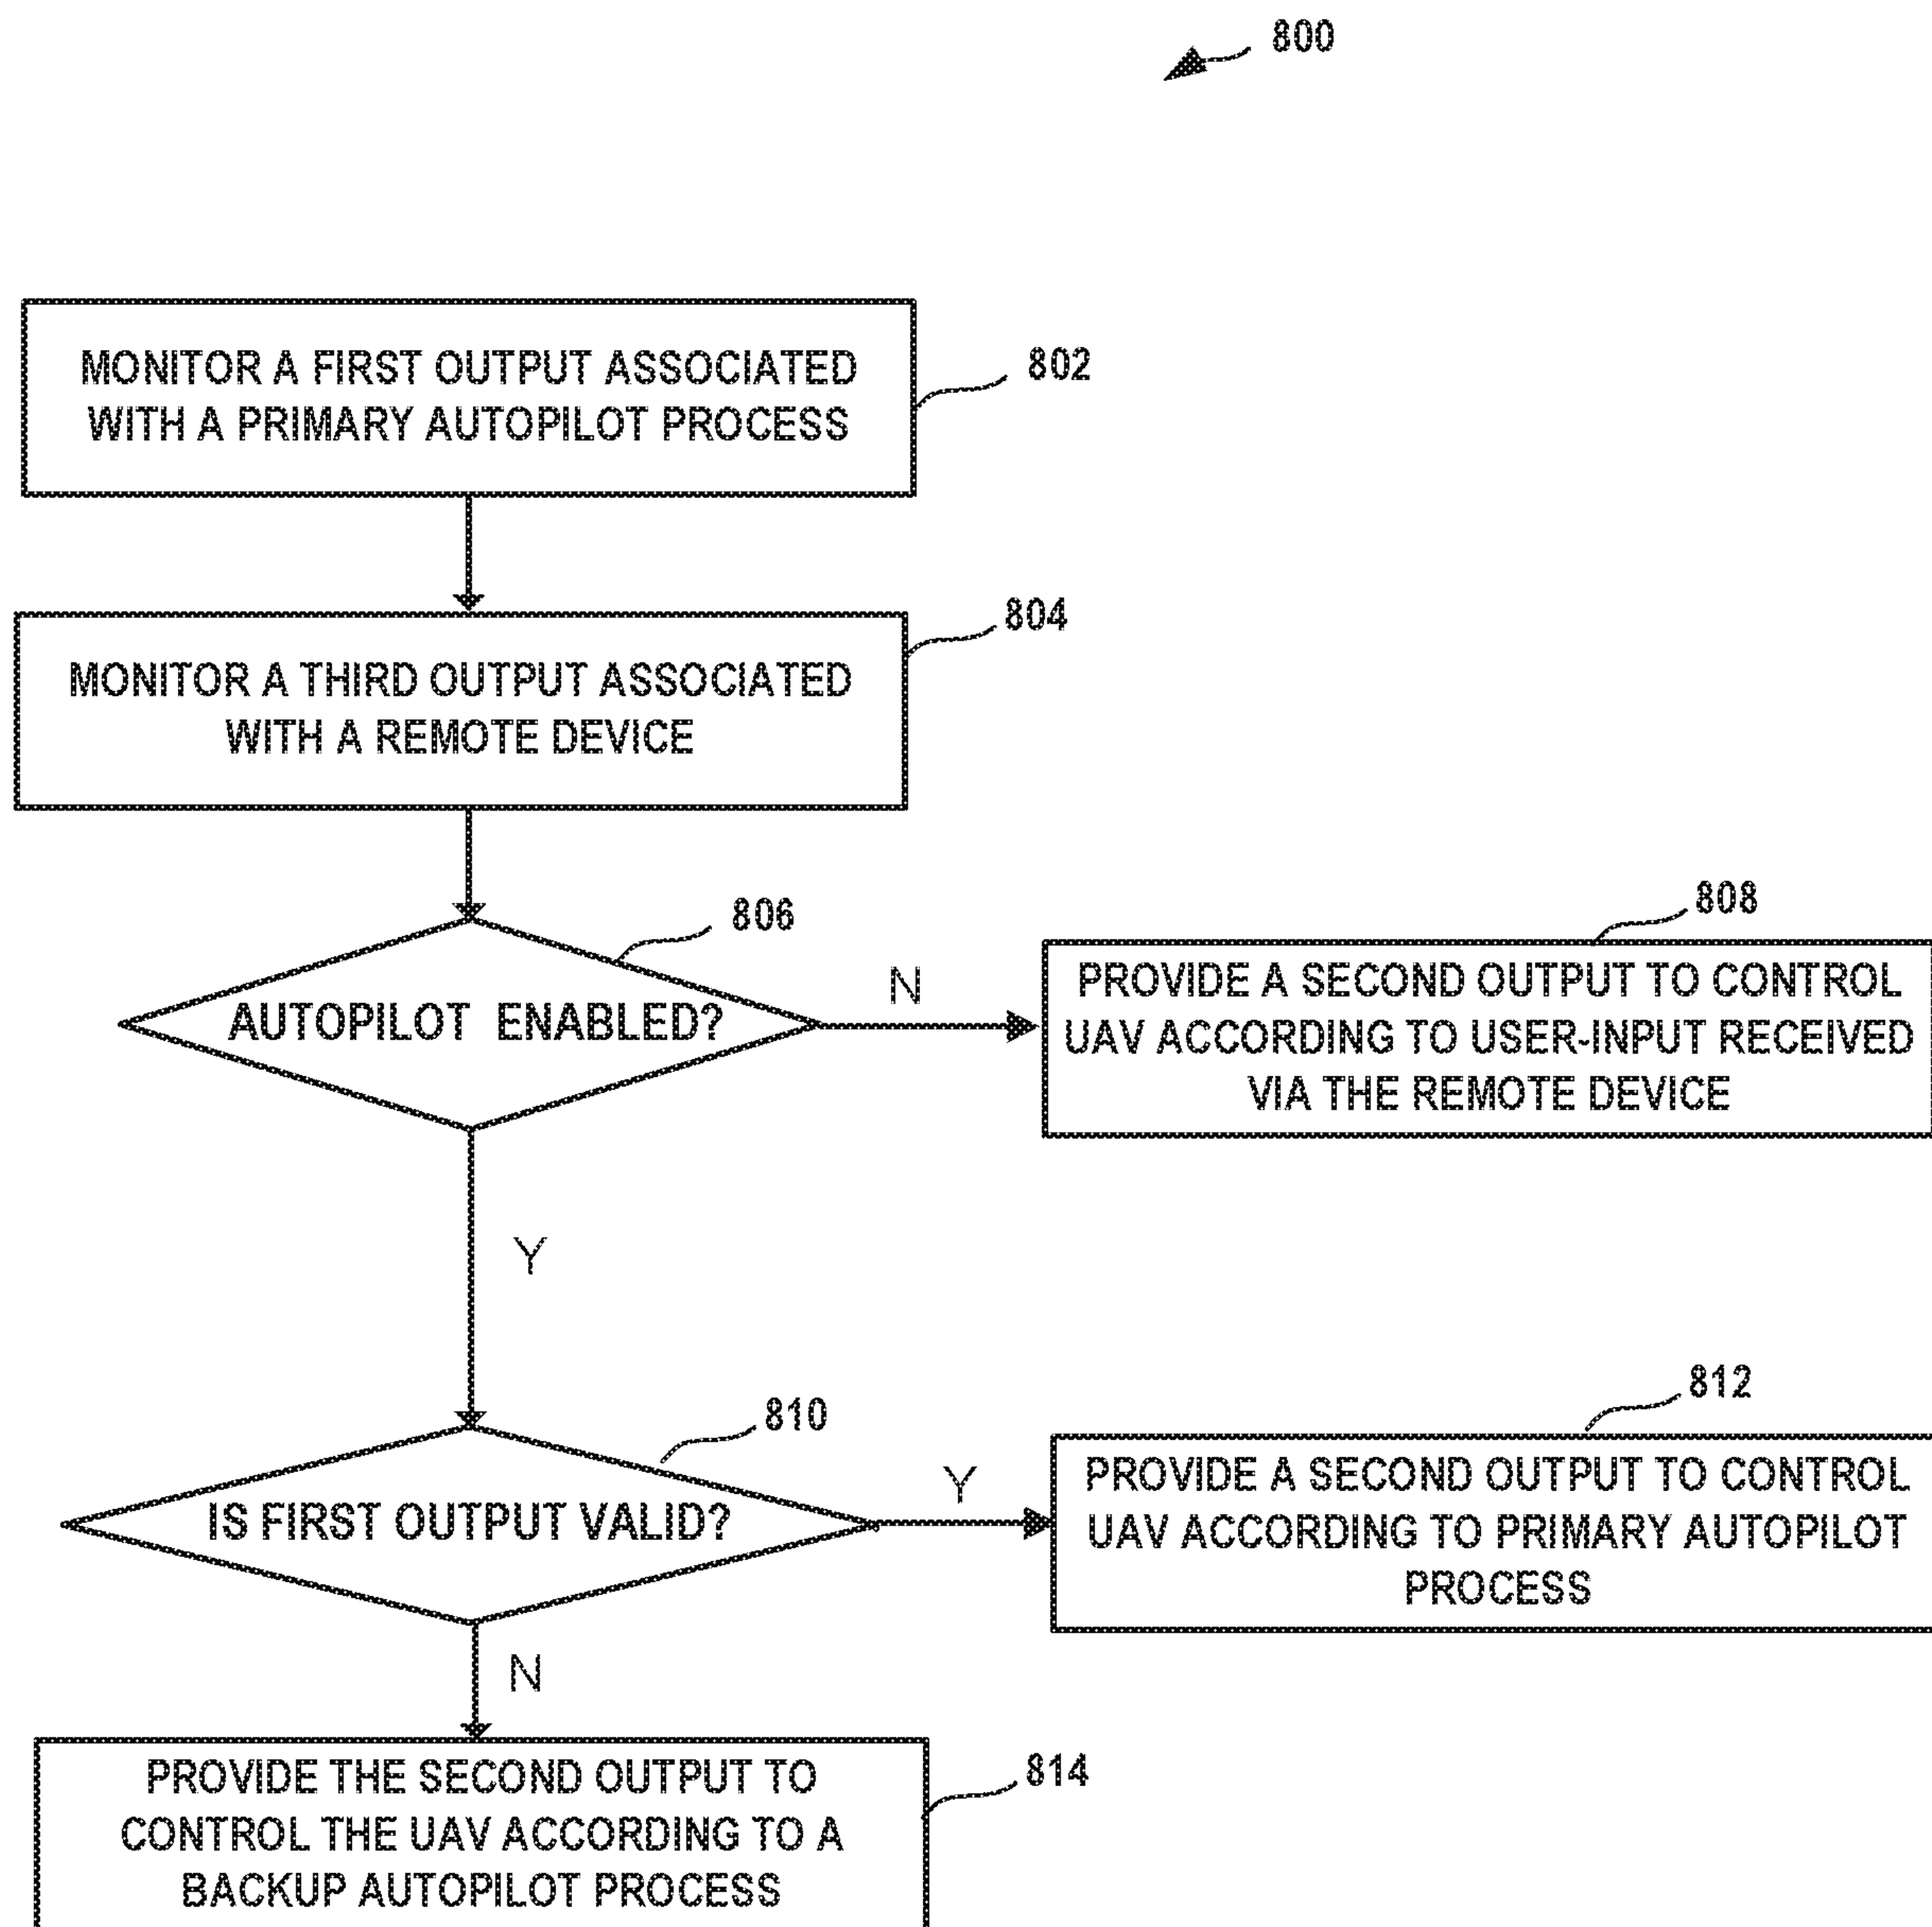 800
MONITOR A FIRST OUTPUT ASSOCIATED
WITH A PRIMARY AUTOPILOT PROCESS
802
MONITOR A THIRD OUTPUT ASSOCIATED
WITH A REMOTE DEVICE
804
AUTOPILOT ENABLED?
806
N
PROVIDE A SECOND OUTPUT TO CONTROL
UAV ACCORDING TO USER-INPUT RECEIVED
VIA THE REMOTE DEVICE
808
Y
IS FIRST OUTPUT VALID?
810
Y
PROVIDE A SECOND OUTPUT TO CONTROL
UAV ACCORDING TO PRIMARY AUTOPILOT
PROCESS
812
N
PROVIDE THE SECOND OUTPUT TO
CONTROL THE UAV ACCORDING TO A
BACKUP AUTOPILOT PROCESS
814